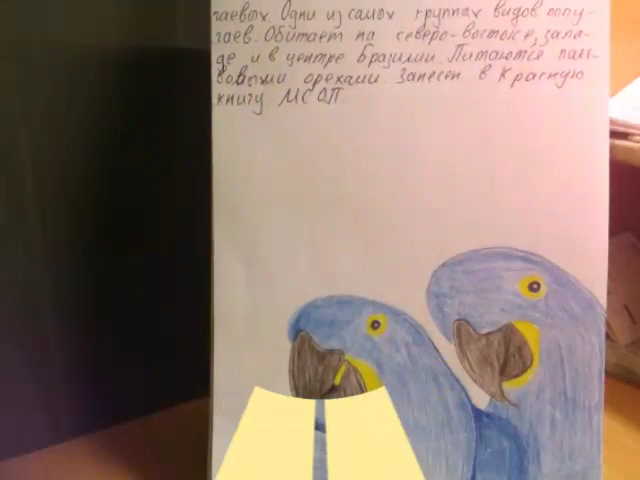 гаевых. Одни из самых крупных видов попу-
гаев. Обитает на северо-востоке, запа-
де и в центре Бразилии. Питаются паль-
мовыми орехами. Занесен в Красную
книгу МСОП.